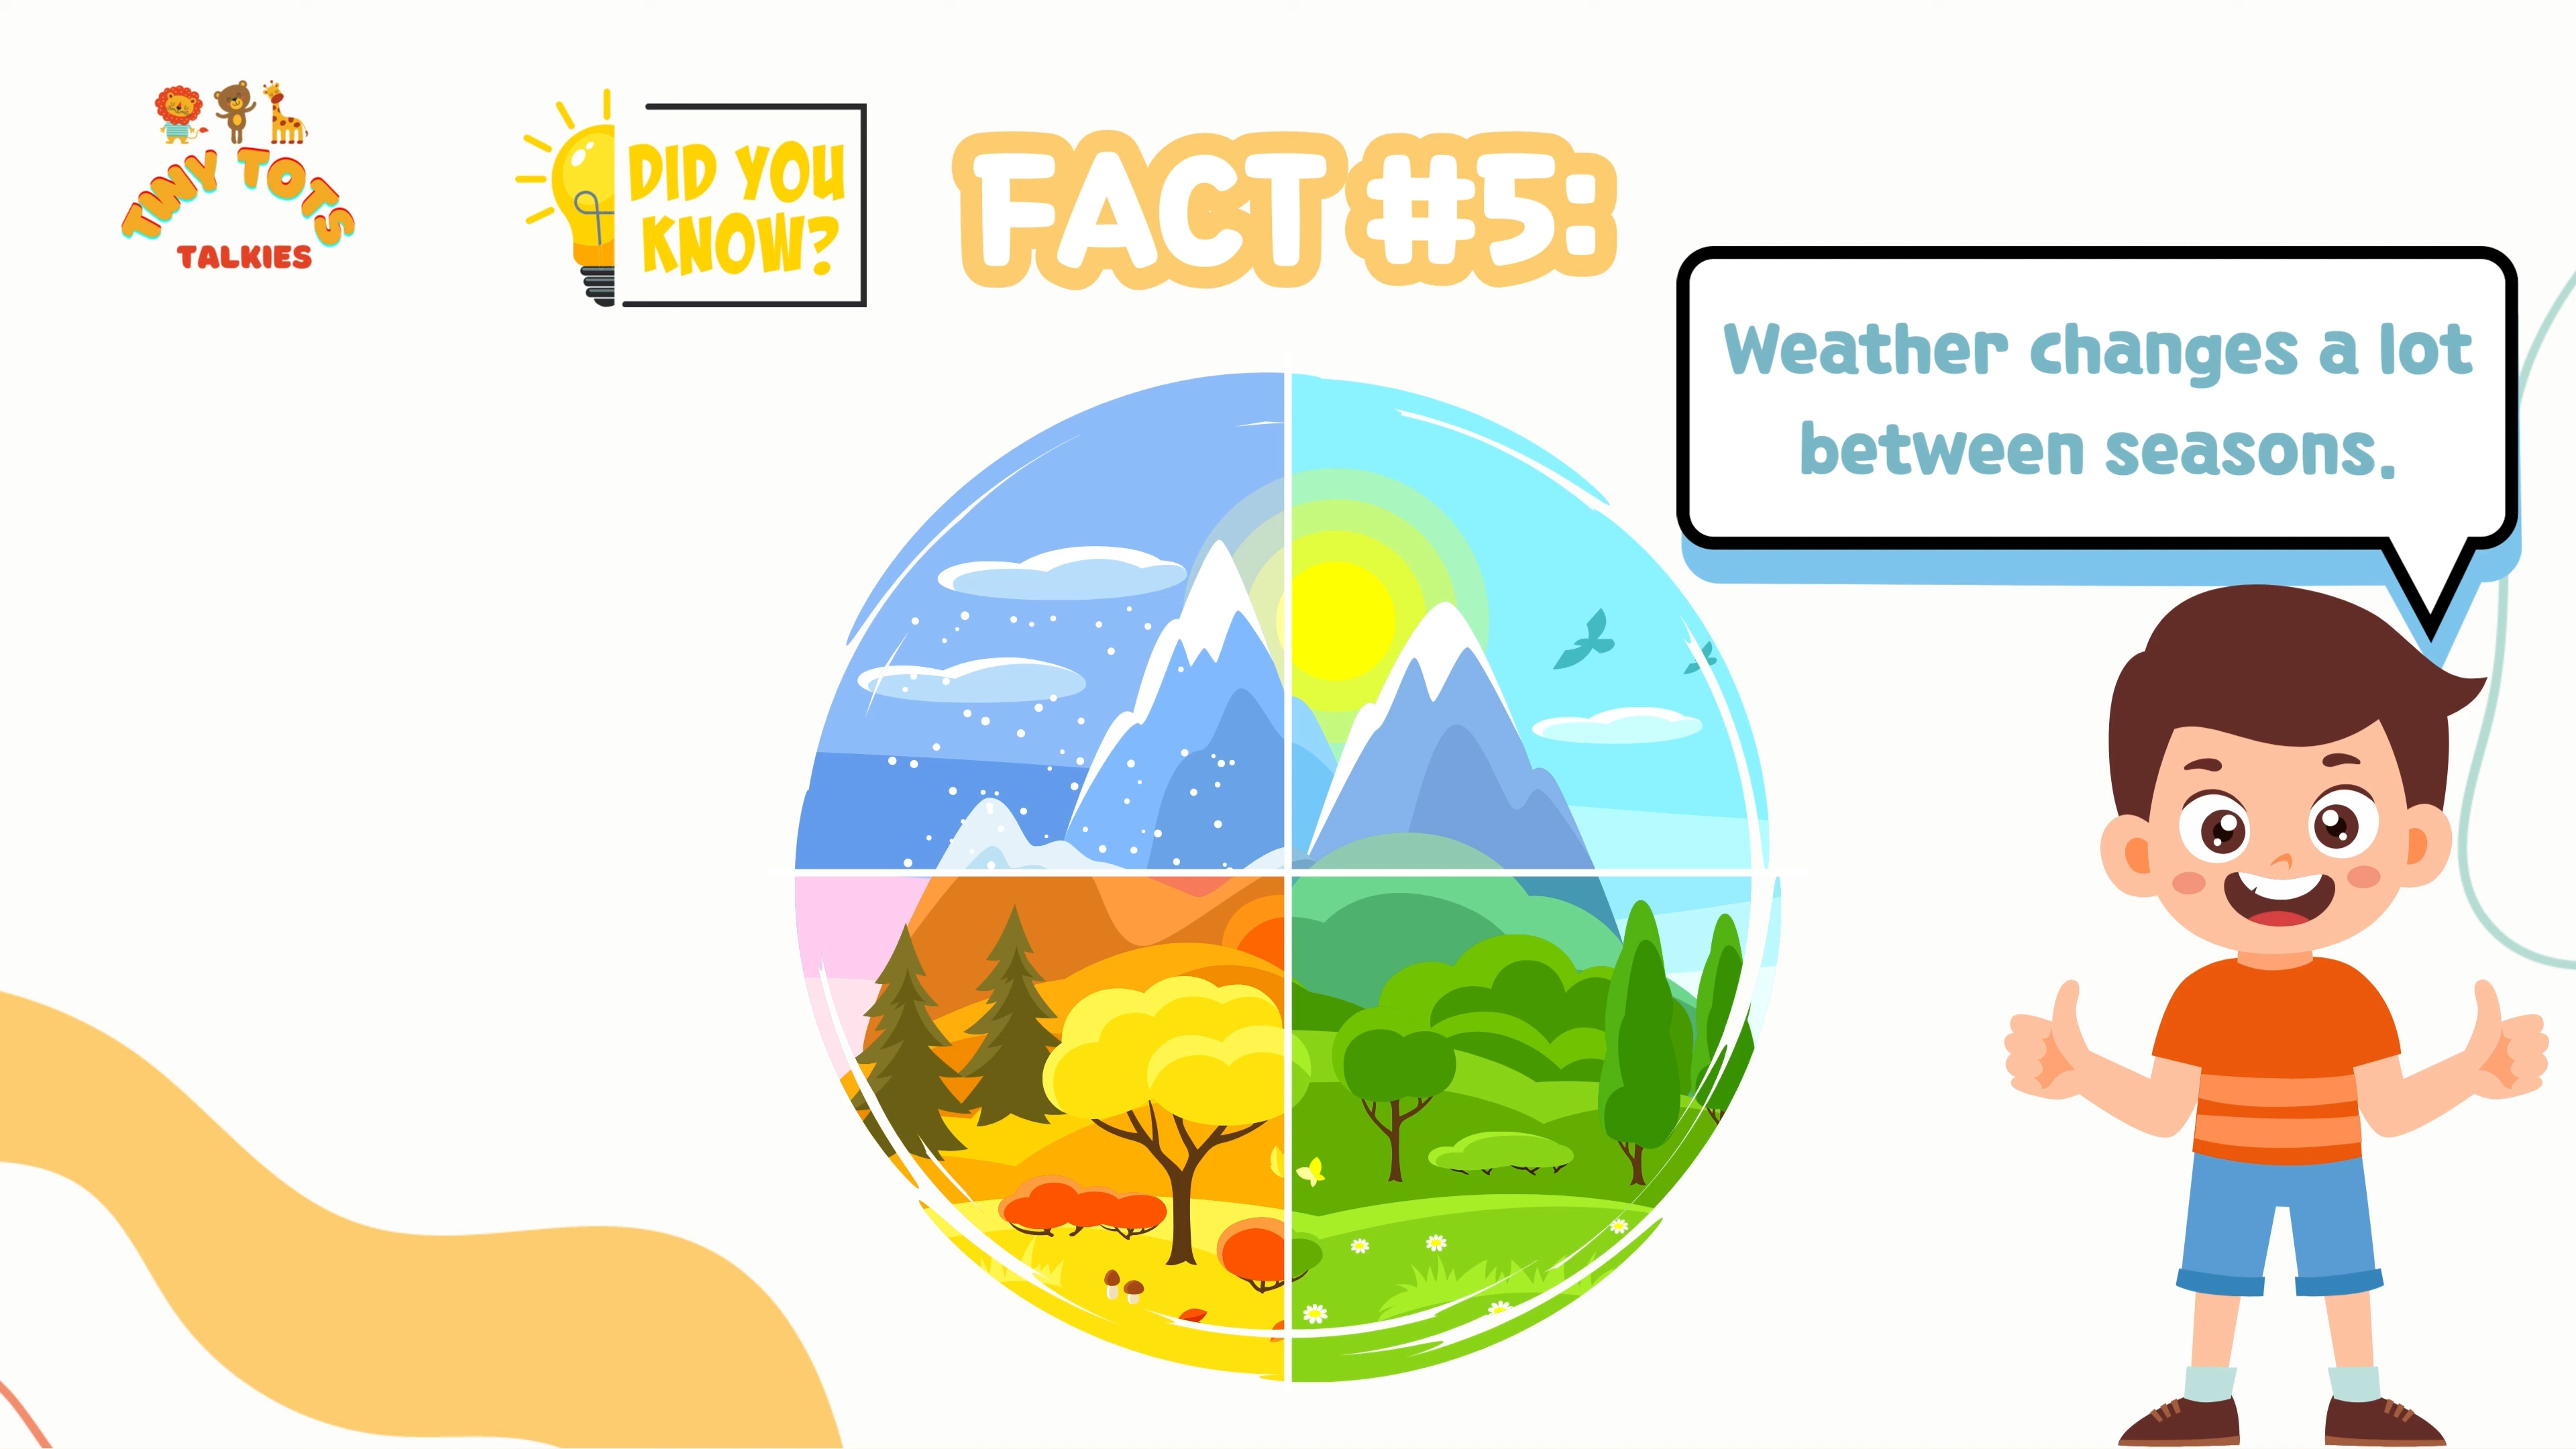 TINY TOTS
TALKIES
DID YOU
KNOW?
FACT #5:
Weather changes a lot
between seasons.